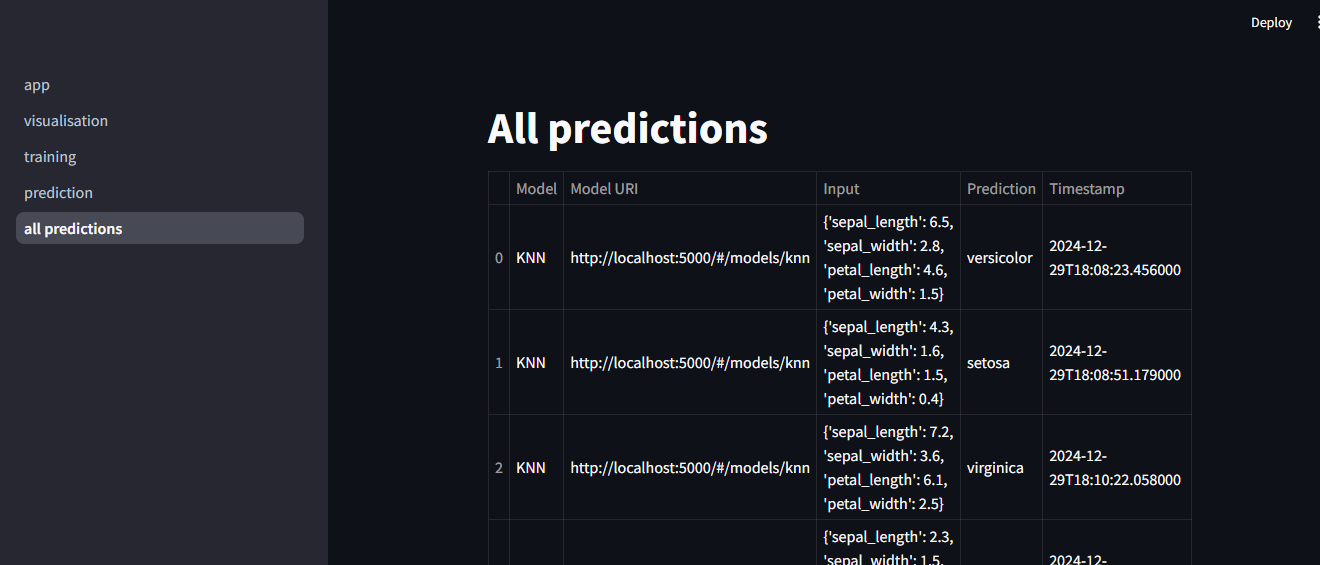 Deploy
app
visualisation
training
prediction
all predictions
All predictions
Model Model URI Input Prediction Timestamp
0 KNN http://localhost:5000/#/models/knn {'sepal_length': 6.5,
'sepal_width': 2.8,
'petal_length': 4.6,
'petal_width': 1.5} versicolor 2024-12-
29T18:08:23.456000
1 KNN http://localhost:5000/#/models/knn {'sepal_length': 4.3,
'sepal_width': 1.6,
'petal_length': 1.5,
'petal_width': 0.4} setosa 2024-12-
29T18:08:51.179000
2 KNN http://localhost:5000/#/models/knn {'sepal_length': 7.2,
'sepal_width': 3.6,
'petal_length': 6.1,
'petal_width': 2.5} virginica 2024-12-
29T18:10:22.058000
{'sepal_length': 2.3,
'sepal_width': 1.5, 2024-12-